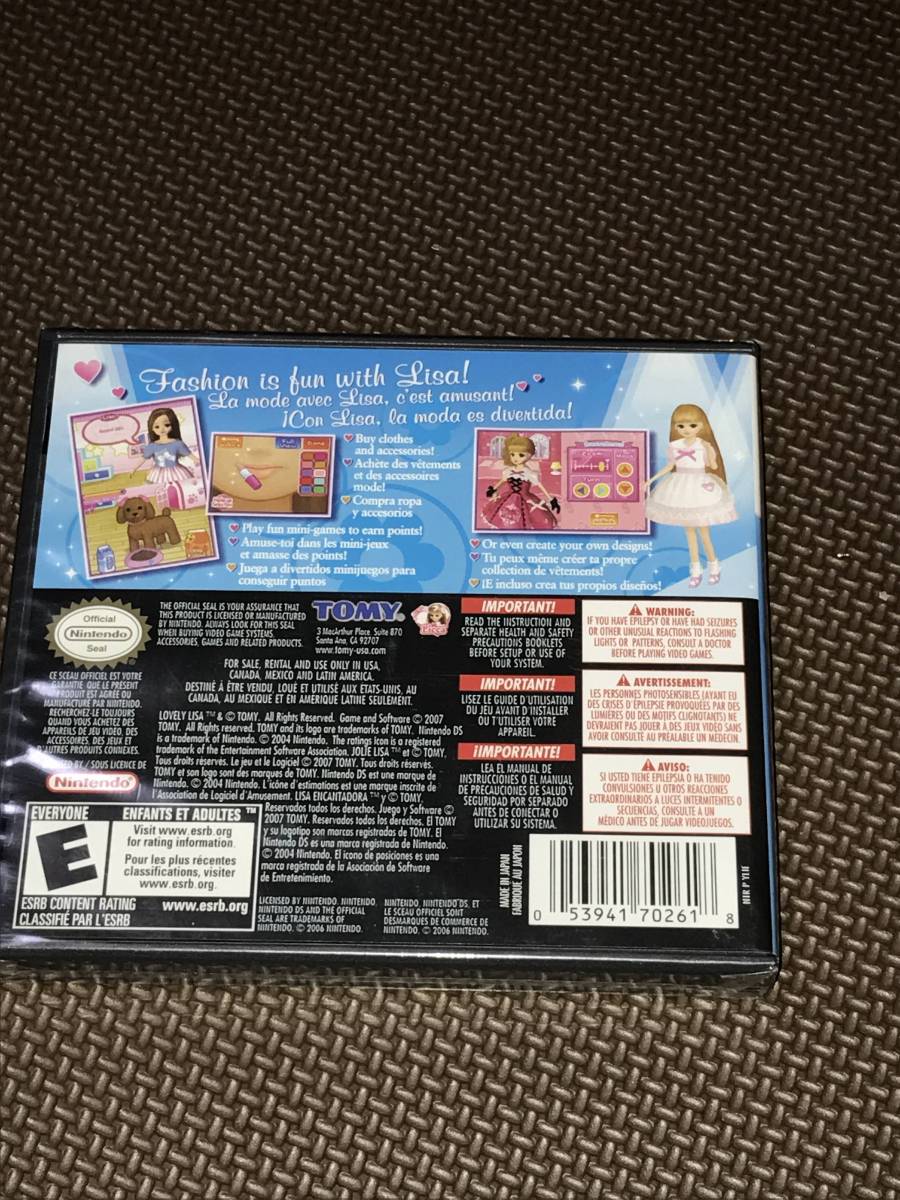 Fashion is fun with Lisa!
La mode avec Lisa, c'est amusant!
¡Con Lisa, la moda es divertida!
Buy clothes
and accessories!
Achète des vêtements
et des accessoires
mode!
Compra ropa
y accesorios
Play fun mini-games to earn points!
Amuse-toi dans les mini-jeux
et amasse des points!
Juega a divertidos minijuegos para
conseguir puntos
Or even create your own designs!
Tu peux même créer ta propre
collection de vêtements!
¡E incluso crea tus propios diseños!
Official
Nintendo
Seal
THE OFFICIAL SEAL IS YOUR ASSURANCE THAT
THIS PRODUCT IS LICENSED OR MANUFACTURED
BY NINTENDO. ALWAYS LOOK FOR THIS SEAL
WHEN BUYING VIDEO GAME SYSTEMS,
ACCESSORIES, GAMES AND RELATED PRODUCTS.
TOMY®
3 MacArthur Place, Suite 870
Santa Ana, CA 92707
www.tomy-usa.com
Licca
CE SCEAU OFFICIEL EST VOTRE
GARANTIE QUE LE PRÉSENT
PRODUIT EST AGRÉÉ OU
MANUFACTURÉ PAR NINTENDO.
RECHERCHEZ-LE TOUJOURS
QUAND VOUS ACHETEZ DES
APPAREILS DE JEU VIDÉO, DES
ACCESSOIRES, DES JEUX ET
D'AUTRES PRODUITS CONNEXES.
FOR SALE, RENTAL AND USE ONLY IN USA,
CANADA, MEXICO AND LATIN AMERICA.
DESTINÉ À ÊTRE VENDU, LOUÉ ET UTILISÉ AUX ETATS-UNIS, AU
CANADA, AU MEXIQUE ET EN AMERIQUE LATINE SEULEMENT.
LOVELY LISA ™ & © TOMY. All Rights Reserved. Game and Software © 2007
TOMY. All Rights reserved. TOMY and its logo are trademarks of TOMY. Nintendo DS
is a trademark of Nintendo. © 2004 Nintendo. The ratings icon is a registered
trademark of the Entertainment Software Association. JOLIE LISA ™ et © TOMY.
Tous droits réservés. Le jeu et le Logiciel © 2007 TOMY. Tous droits réservés.
TOMY et son logo sont des marques de TOMY. Nintendo DS est une marque de
Nintendo. © 2004 Nintendo. L'icône d'estimations est une marque inscrite de
l'Association de Logiciel d'Amusement. LISA ENCANTADORA ™ y © TOMY.
Reservados todos los derechos. Juego y Software ©
2007 TOMY. Reservados todos los derechos. El TOMY
y su logotipo son marcas registradas de TOMY. El
Nintendo DS es una marca registrada de Nintendo.
© 2004 Nintendo. El icono de posiciones es una
marca registrada de la Asociación de Software
de Entretenimiento.
BY / SOUS LICENCE DE
Nintendo®
EVERYONE
ENFANTS ET ADULTES ™
E
Visit www.esrb.org
for rating information.
Pour les plus récentes
classifications, visiter
www.esrb.org.
ESRB CONTENT RATING
CLASSIFIÉ PAR L'ESRB
www.esrb.org
LICENSED BY NINTENDO. NINTENDO,
NINTENDO DS AND THE OFFICIAL
SEAL ARE TRADEMARKS OF
NINTENDO. © 2006 NINTENDO.
NINTENDO, NINTENDO DS, ET
LE SCEAU OFFICIEL SONT
DES MARQUES DE COMMERCE DE
NINTENDO. © 2006 NINTENDO.
IMPORTANT!
READ THE INSTRUCTION AND
SEPARATE HEALTH AND SAFETY
PRECAUTIONS BOOKLETS
BEFORE SETUP OR USE OF
YOUR SYSTEM.
IMPORTANT!
LISEZ LE GUIDE D'UTILISATION
DU JEU AVANT D'INSTALLER
OU T'UTILISER VOTRE
APPAREIL.
¡IMPORTANTE!
LEA EL MANUAL DE
INSTRUCCIONES O EL MANUAL
DE PRECAUCIONES DE SALUD Y
SEGURIDAD POR SEPARADO
ANTES DE CONECTAR O
UTILIZAR SU SISTEMA.
WARNING:
IF YOU HAVE EPILEPSY OR HAVE HAD SEIZURES
OR OTHER UNUSUAL REACTIONS TO FLASHING
LIGHTS OR PATTERNS, CONSULT A DOCTOR
BEFORE PLAYING VIDEO GAMES.
AVERTISSEMENT:
LES PERSONNES PHOTOSENSIBLES (AYANT EU
DES CRISES D'ÉPILEPSIE PROVOQUÉES PAR DES
LUMIÈRES OU DES MOTIFS CLIGNOTANTS) NE
DEVRAIENT PAS JOUER À DES JEUX VIDÉO SANS
AVOIR CONSULTÉ AU PRÉALABLE UN MÉDECIN.
AVISO:
SI USTED TIENE EPILEPSIA O HA TENIDO
CONVULSIONES U OTROS REACCIONES
EXTRAORDINARIOS A LUCES INTERMITENTES O
SECUENCIAS, CONSULTE A UN
MÉDICO ANTES DE JUGAR VIDEOJUEGOS.
MADE IN JAPAN
FABRIQUÉ AU JAPON
0 53941 70261 8